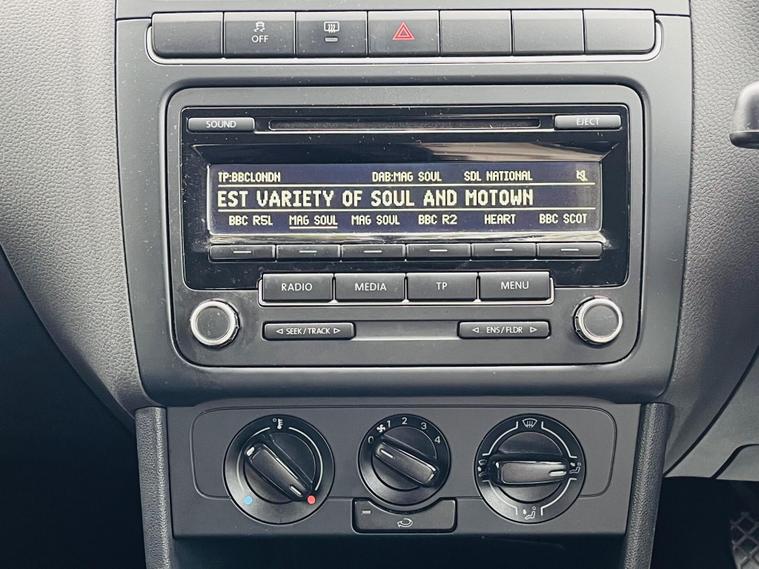 OFF
SOUND EJECT
TP:BBCLONDN DAB:MAG SOUL SDL NATIONAL
EST VARIETY OF SOUL AND MOTOWN
BBC R5L MAG SOUL MAG SOUL BBC R2 HEART BBC SCOT
RADIO MEDIA TP MENU
SEEK/TRACK ENS/FLDR
0 1 2 3 4